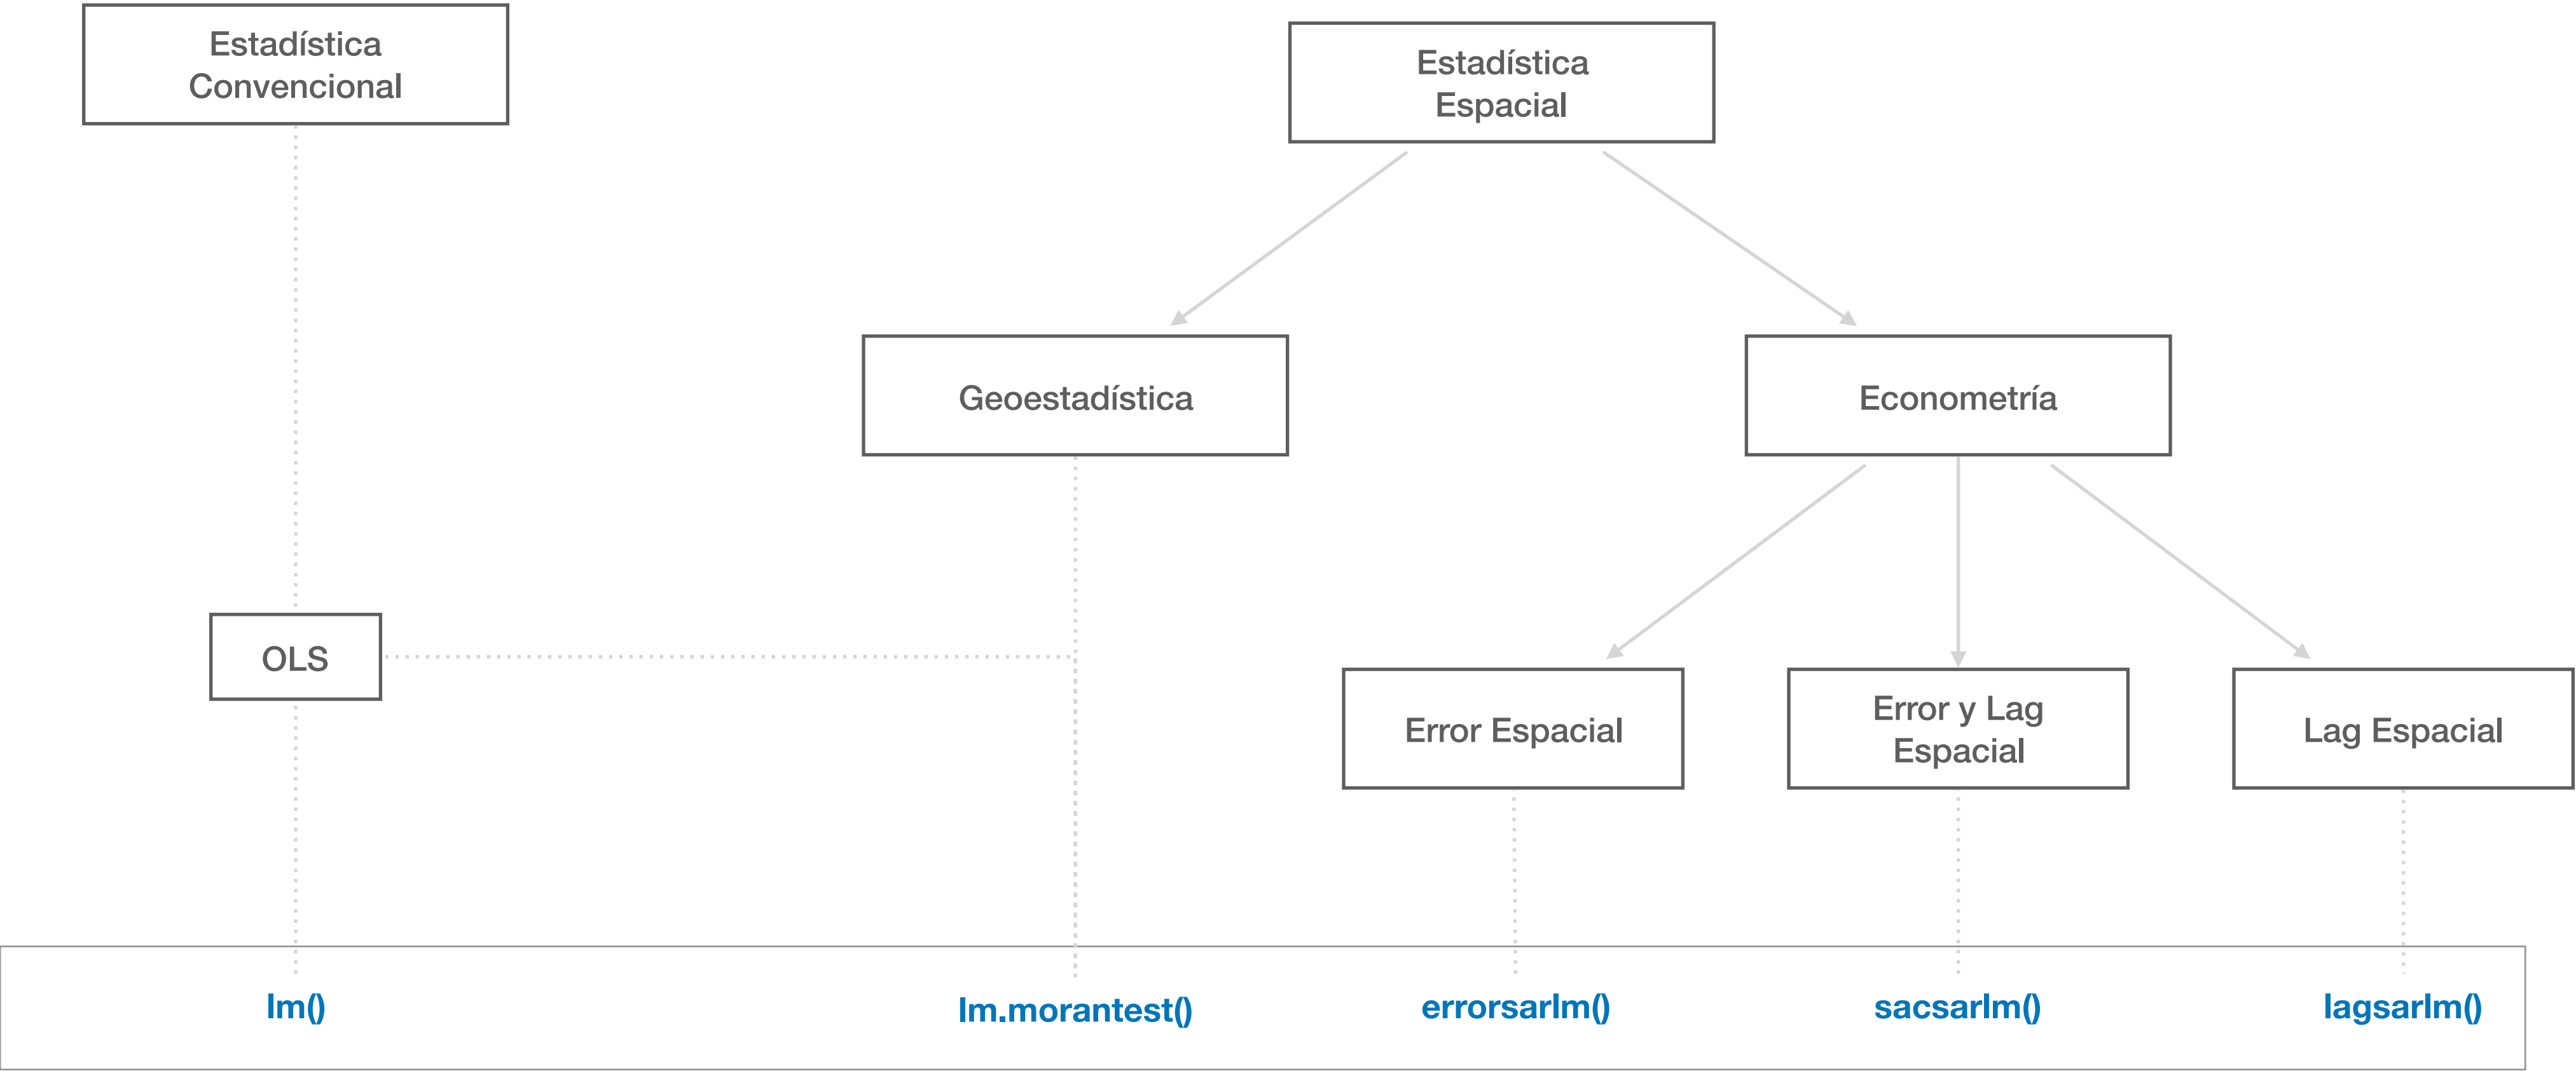 Estadística
Convencional
Estadística
Espacial
Geoestadística
Econometría
OLS
Error Espacial
Error y Lag
Espacial
Lag Espacial
lm()
lm.morantest()
errorsarlm()
sacsarlm()
lagsarlm()